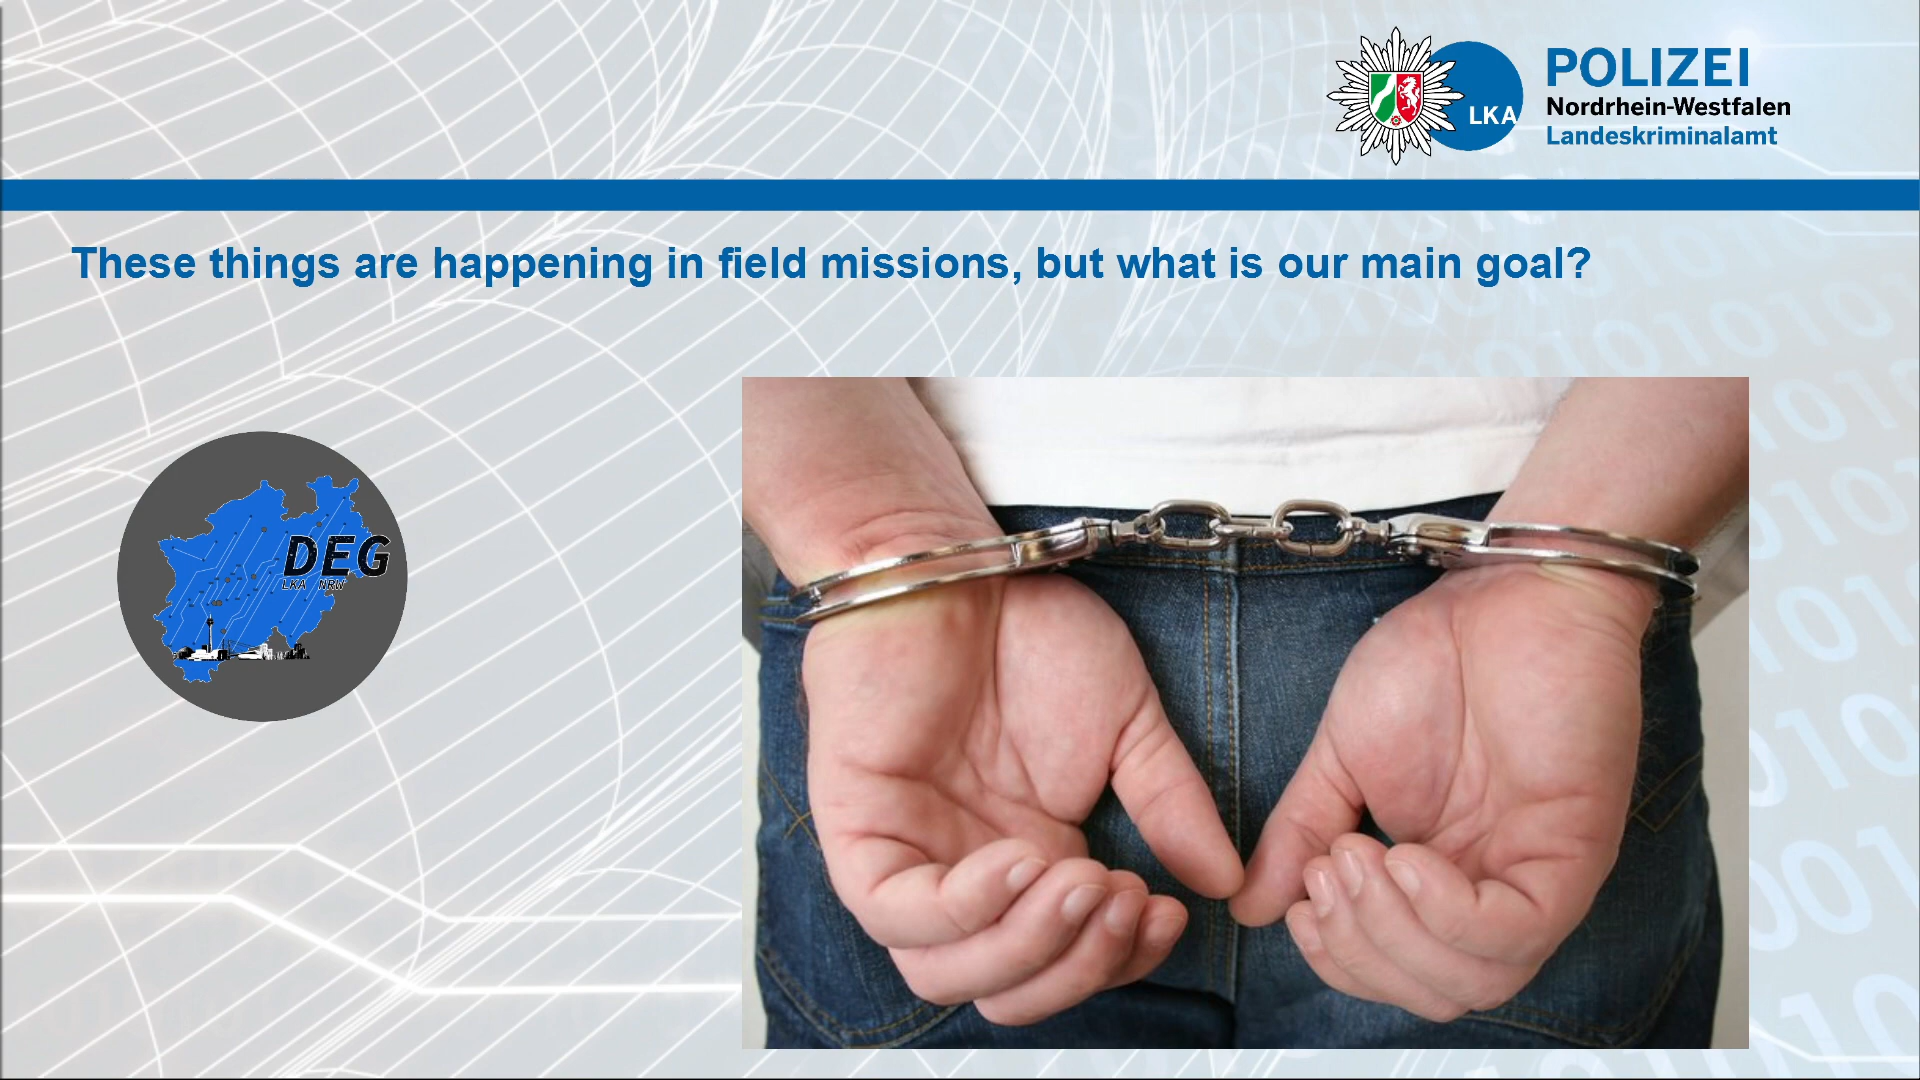 LKA
POLIZEI
Nordrhein-Westfalen
Landeskriminalamt
These things are happening in field missions, but what is our main goal?
DEG
LKA NRW